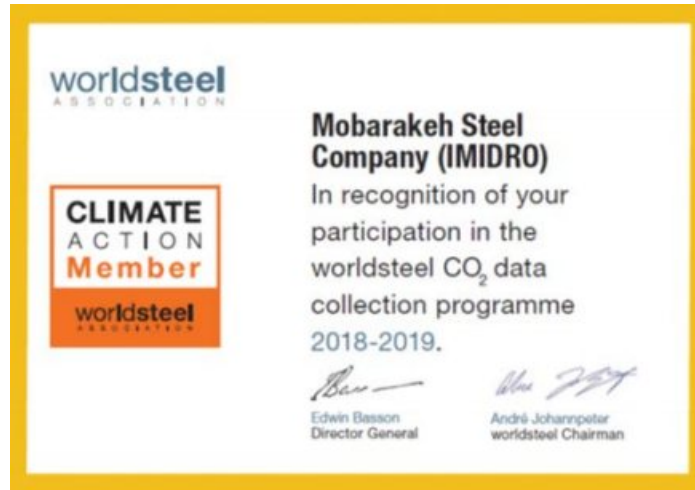 worldsteel
ASSOCIATION
CLIMATE
ACTION
Member
worldsteel
ASSOCIATION
Mobarakeh Steel
Company (IMIDRO)
In recognition of your
participation in the
worldsteel CO₂ data
collection programme
2018-2019.
Edwin Basson
Director General
André Johannpeter
worldsteel Chairman